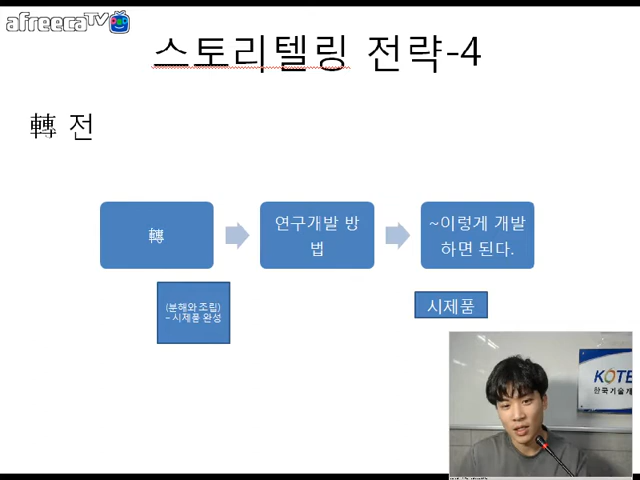 afreecaTV
스토리텔링 전략-4
轉 전
轉
연구개발 방
법
~이렇게 개발
하면 된다.
(분해와 조립)
- 시제품 완성
시제품
KOTE
한국기술개